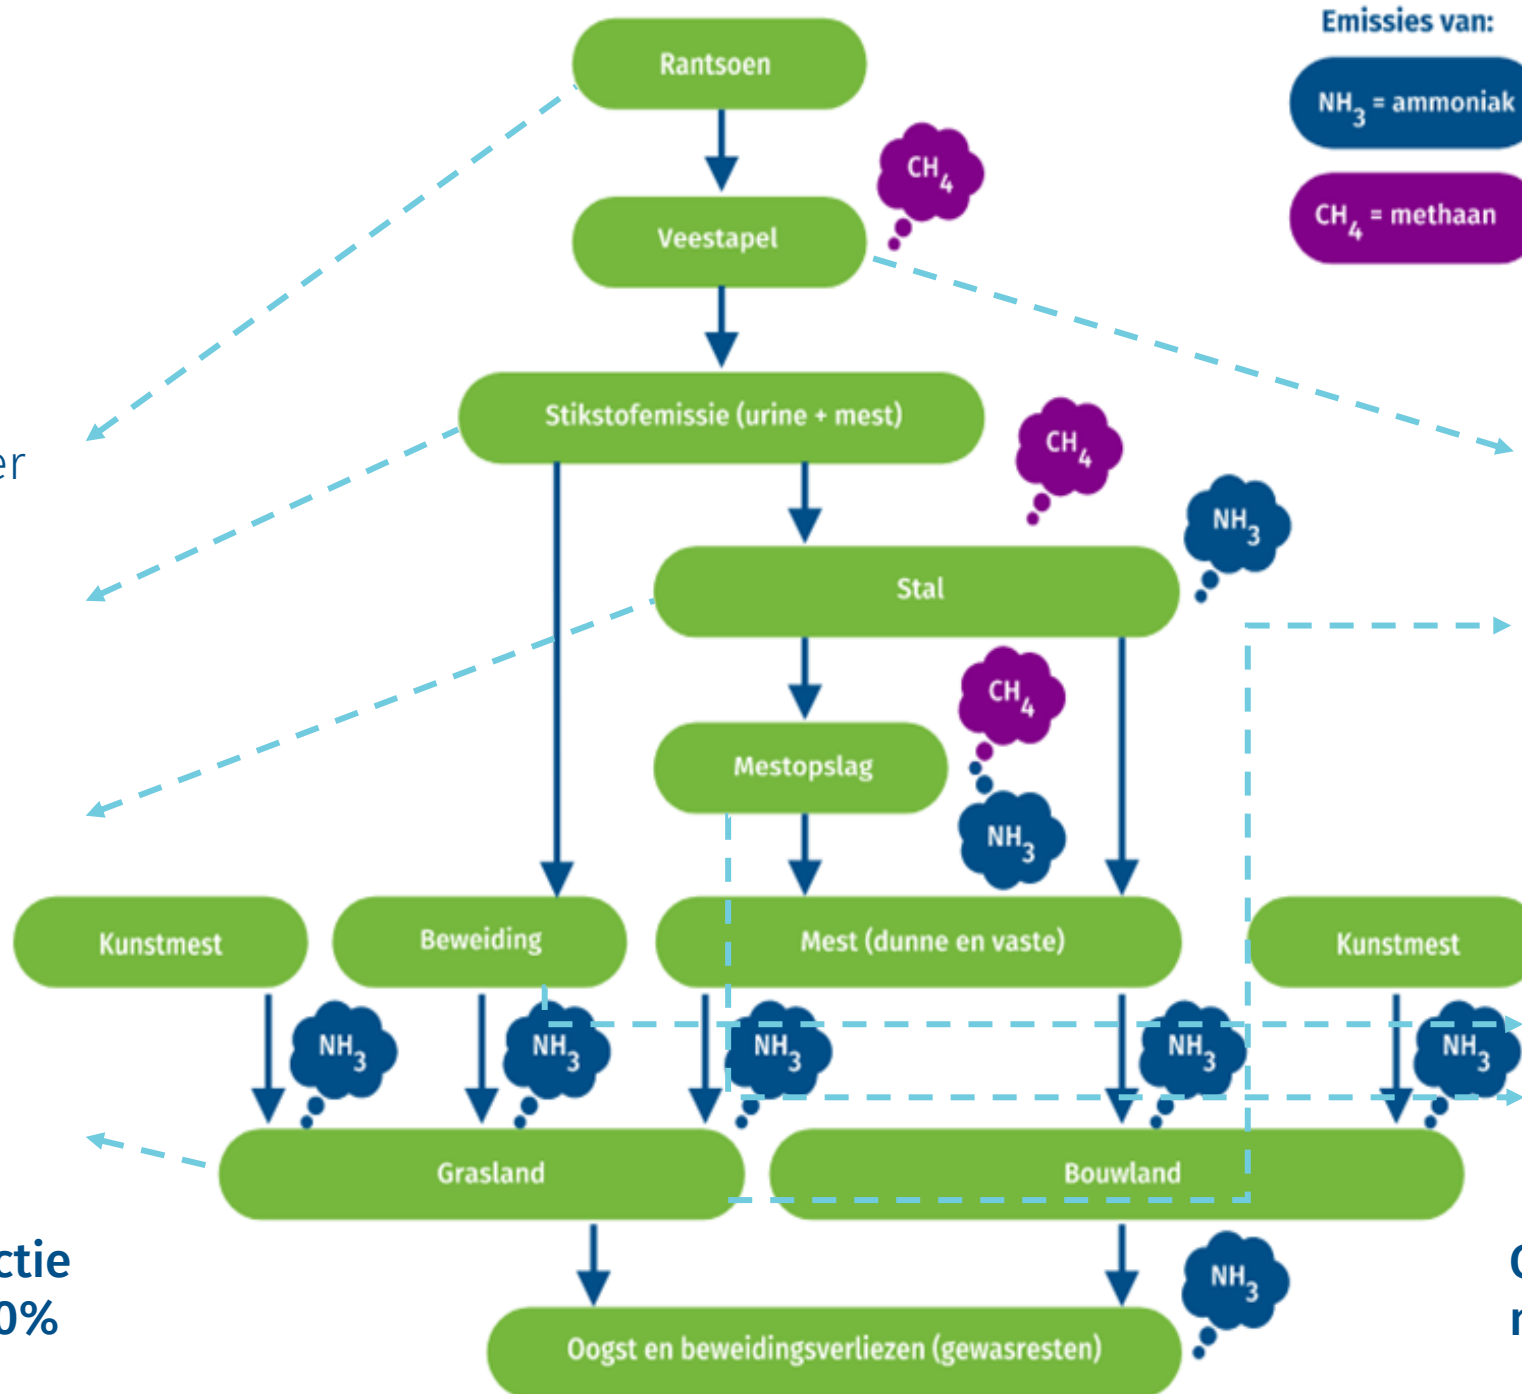 Emissies van:
Rantsoen
NH3 = ammoniak
CH4
CH4 = methaan
Veestapel
Stikstofemissie (urine + mest)
CH4
er
NH3
Stal
CH4
Mestopslag
NH3
Kunstmest
Beweiding
Mest (dunne en vaste)
Kunstmest
NH3
NH3
NH3
NH3
NH3
Grasland
Bouwland
ctie
0%
NH3
Oogst en beweidingsverliezen (gewasresten)